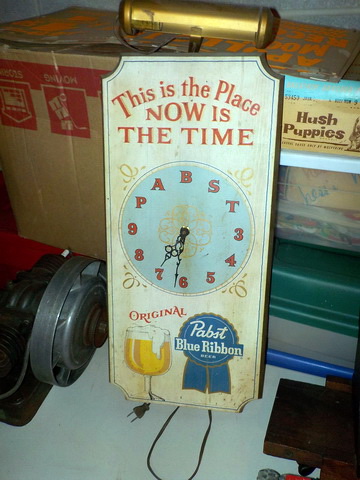 This is the Place
NOW IS
THE TIME
P A B S T
3
4
5
6
7
8
9
ORIGINAL
Pabst
Blue Ribbon
BEER
Hush
Puppies
MOVING